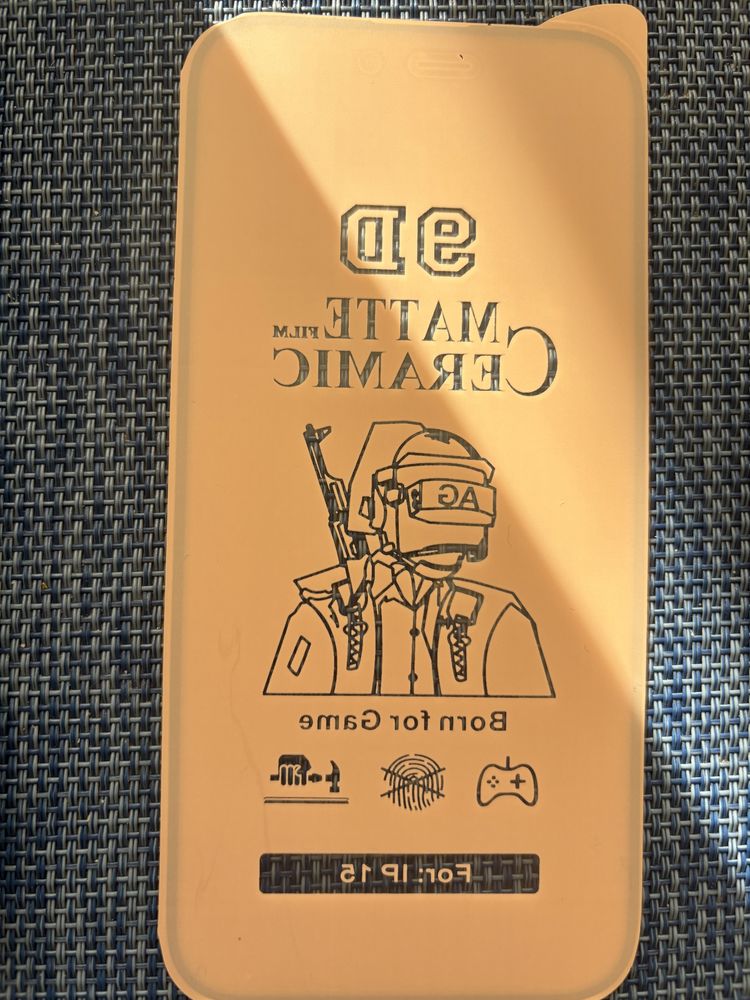 9D
MATTE FILM
CERAMIC
AG
Born for Game
For: IP 15